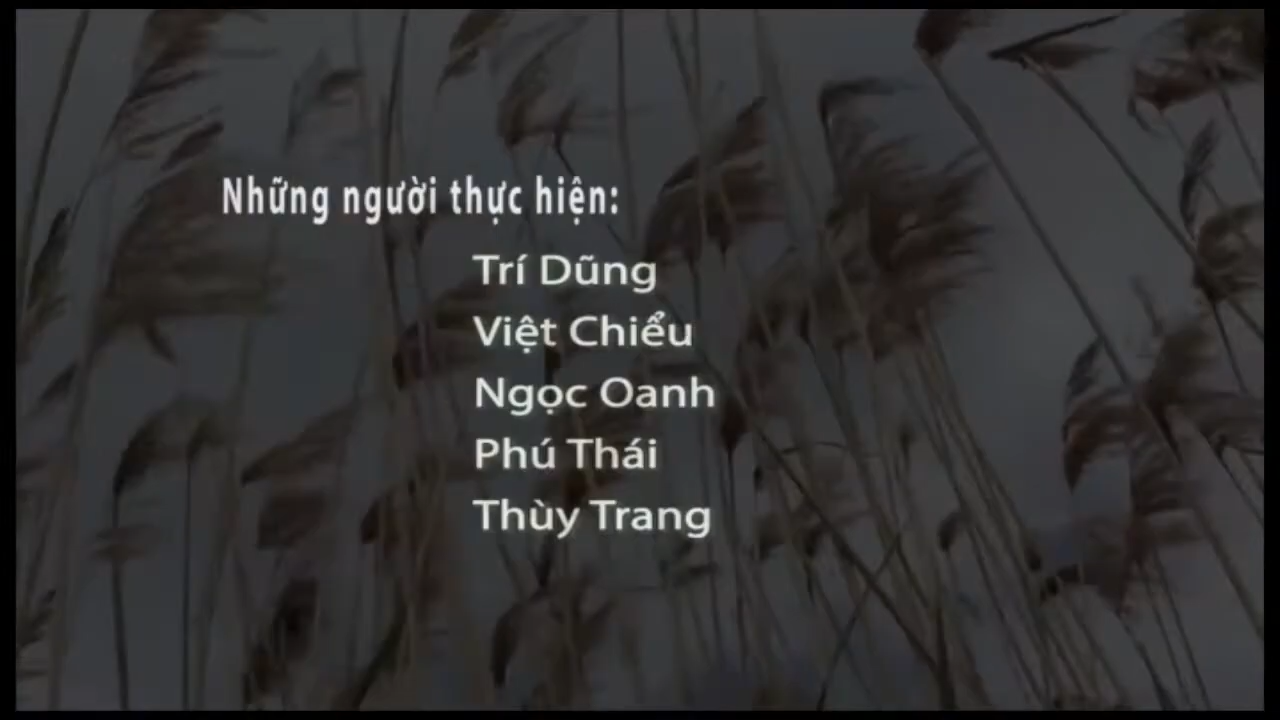 Những người thực hiện:
Trí Dũng
Việt Chiểu
Ngọc Oanh
Phú Thái
Thùy Trang